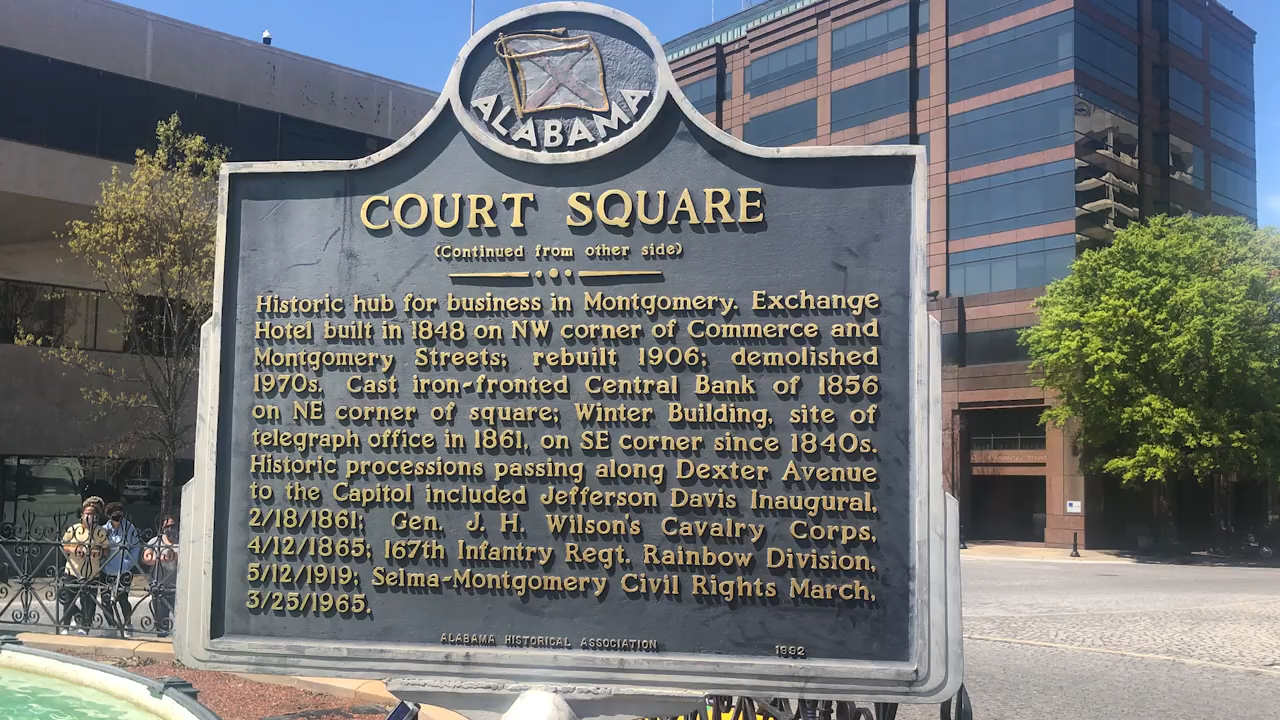 ALABAMA
COURT SQUARE
(Continued from other side)
Historic hub for business in Montgomery. Exchange
Hotel built in 1848 on NW corner of Commerce and
Montgomery Streets; rebuilt 1906; demolished
1970s. Cast iron-fronted Central Bank of 1856
on NE corner of square; Winter Building, site of
telegraph office in 1861, on SE corner since 1840s.
Historic processions passing along Dexter Avenue
to the Capitol included Jefferson Davis Inaugural,
2/18/1861; Gen. J. H. Wilson's Cavalry Corps,
4/12/1865; 167th Infantry Regt. Rainbow Division,
5/12/1919; Selma-Montgomery Civil Rights March,
3/25/1965.
ALABAMA HISTORICAL ASSOCIATION 1992